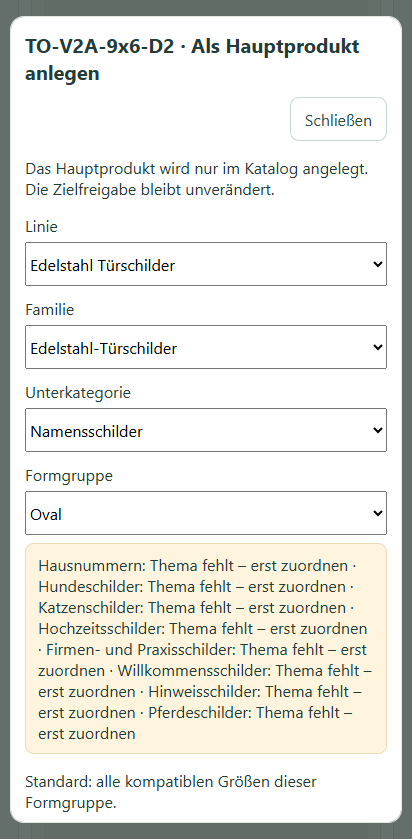 TO-V2A-9x6-D2 · Als Hauptprodukt
anlegen
Schließen
Das Hauptprodukt wird nur im Katalog angelegt.
Die Zielfreigabe bleibt unverändert.
Linie
Edelstahl Türschilder
Familie
Edelstahl-Türschilder
Unterkategorie
Namensschilder
Formgruppe
Oval
Hausnummern: Thema fehlt – erst zuordnen ·
Hundeschilder: Thema fehlt – erst zuordnen ·
Katzenschilder: Thema fehlt – erst zuordnen ·
Hochzeitsschilder: Thema fehlt – erst zuordnen
· Firmen- und Praxisschilder: Thema fehlt – erst
zuordnen · Willkommensschilder: Thema fehlt –
erst zuordnen · Hinweisschilder: Thema fehlt –
erst zuordnen · Pferdeschilder: Thema fehlt –
erst zuordnen
Standard: alle kompatiblen Größen dieser
Formgruppe.